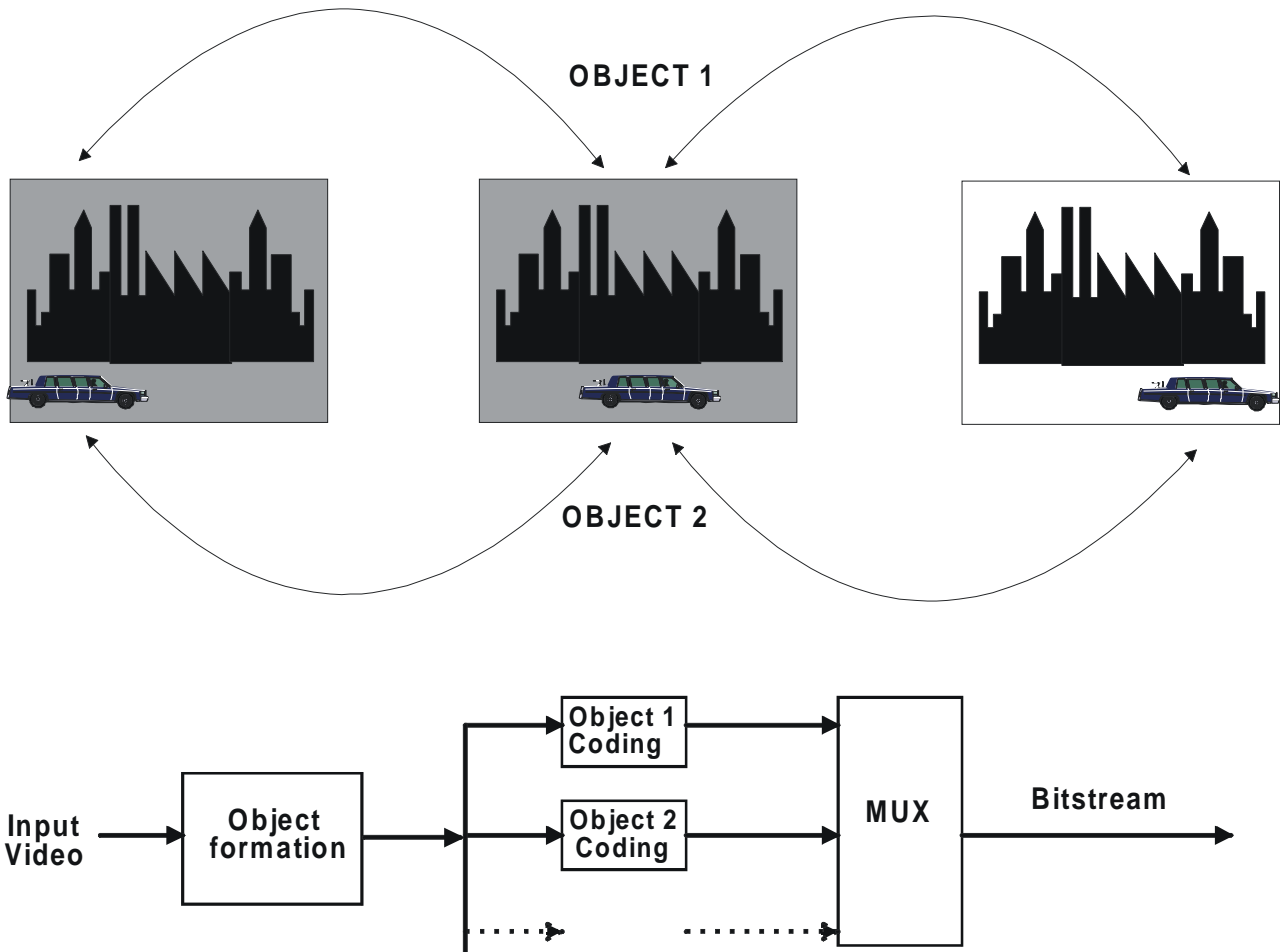 OBJECT 1
OBJECT 2
Object 1
Coding
Input
Video
Object
formation
Object 2
Coding
MUX
Bitstream